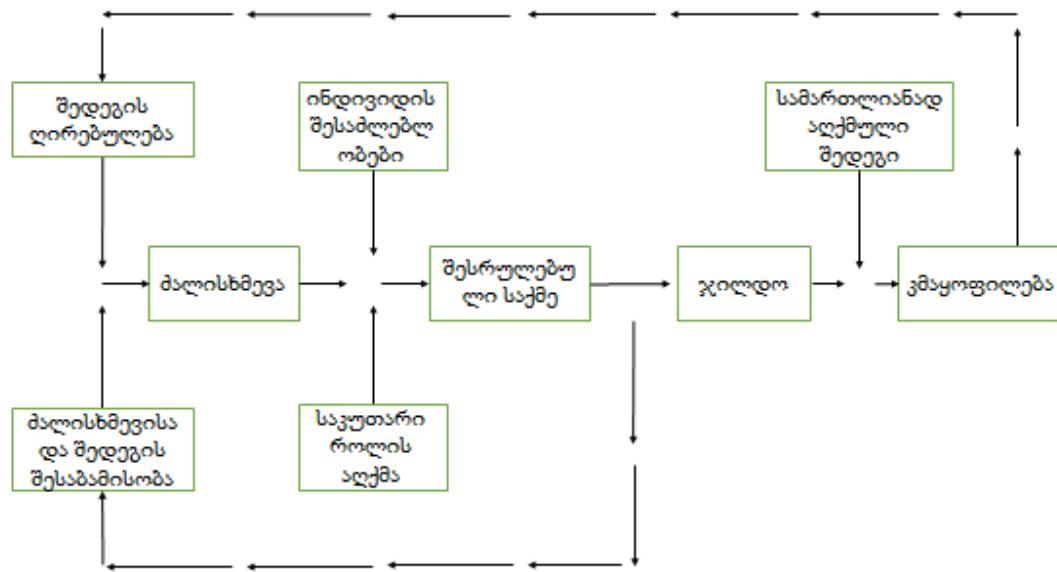 შედეგის
ღირებულება
ინდივიდის
შესაძლებლ
ობები
სამართლიანად
აღქმული
შედეგი
ძალისხმევა
შესრულებუ
ლი საქმე
ჯილდო
კმაყოფილება
ძალისხმევისა
და შედეგის
შესაბამისობა
საკუთარი
როლის
აღქმა